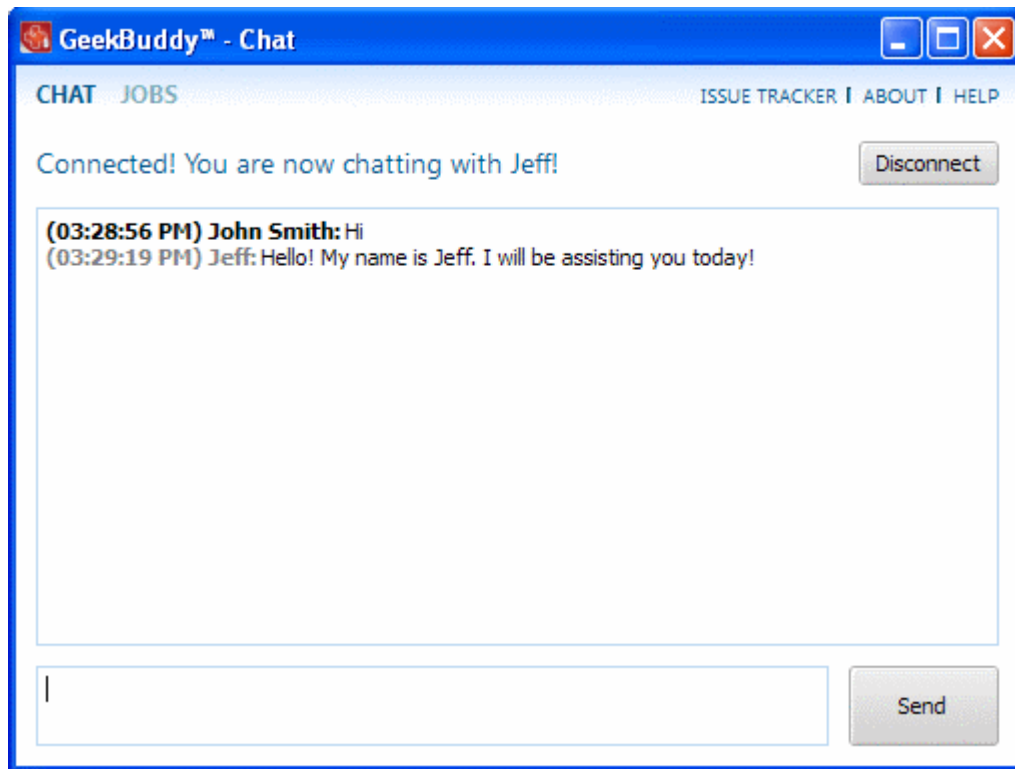 GeekBuddy™ - Chat
CHAT JOBS
ISSUE TRACKER | ABOUT | HELP
Connected! You are now chatting with Jeff!
Disconnect
(03:28:56 PM) John Smith: Hi
(03:29:19 PM) Jeff: Hello! My name is Jeff. I will be assisting you today!
Send